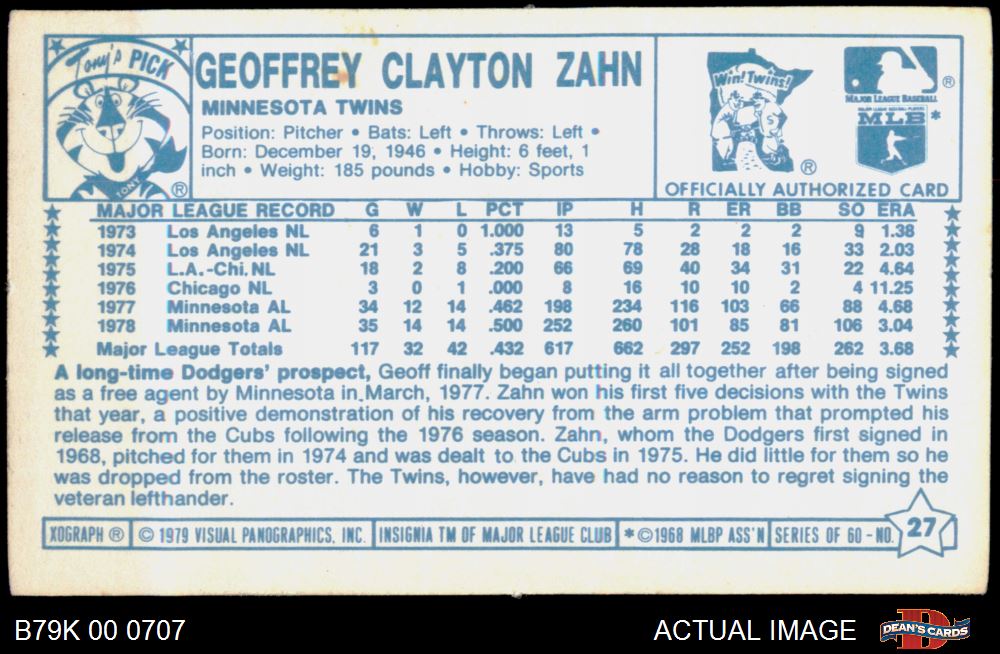 Tony's PICK
TONY
®
GEOFFREY CLAYTON ZAHN
MINNESOTA TWINS
Position: Pitcher • Bats: Left • Throws: Left •
Born: December 19, 1946 • Height: 6 feet, 1
inch • Weight: 185 pounds • Hobby: Sports
Win! Twins!
®
MAJOR LEAGUE BASEBALL ®
MAJOR LEAGUE BASEBALL PLAYERS
MLB *
OFFICIALLY AUTHORIZED CARD
MAJOR LEAGUE RECORD G W L PCT IP H R ER BB SO ERA
1973 Los Angeles NL 6 1 0 1.000 13 5 2 2 2 9 1.38
1974 Los Angeles NL 21 3 5 .375 80 78 28 18 16 33 2.03
1975 L.A.-Chi. NL 18 2 8 .200 66 69 40 34 31 22 4.64
1976 Chicago NL 3 0 1 .000 8 16 10 10 2 4 11.25
1977 Minnesota AL 34 12 14 .462 198 234 116 103 66 88 4.68
1978 Minnesota AL 35 14 14 .500 252 260 101 85 81 106 3.04
Major League Totals 117 32 42 .432 617 662 297 252 198 262 3.68
A long-time Dodgers' prospect, Geoff finally began putting it all together after being signed
as a free agent by Minnesota in March, 1977. Zahn won his first five decisions with the Twins
that year, a positive demonstration of his recovery from the arm problem that prompted his
release from the Cubs following the 1976 season. Zahn, whom the Dodgers first signed in
1968, pitched for them in 1974 and was dealt to the Cubs in 1975. He did little for them so he
was dropped from the roster. The Twins, however, have had no reason to regret signing the
veteran lefthander.
XOGRAPH ® © 1979 VISUAL PANOGRAPHICS, INC. INSIGNIA TM OF MAJOR LEAGUE CLUB * ©1968 MLBP ASS'N SERIES OF 60 - NO. 27
B79K 00 0707
ACTUAL IMAGE
DEAN'S CARDS